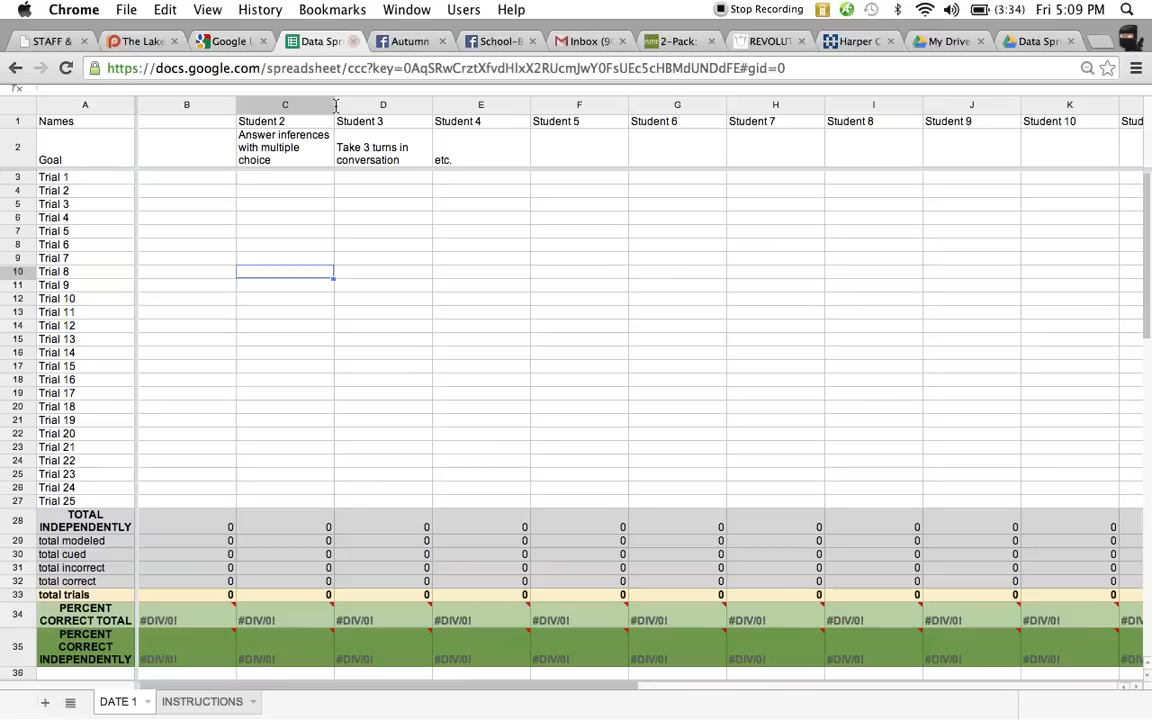 Chrome File Edit View History Bookmarks Window Users Help Stop Recording (3:34) Fri 5:09 PM
STAFF & The Lake Google Data Spr Autumn School-B Inbox (9 2-Pack: REVOLU Harper C My Drive Data Spr
https://docs.google.com/spreadsheet/ccc?key=0AqSRwCrztXfvdHlxX2RUcmJwY0FsUEc5cHBMdUNDdFE#gid=0
fx
A B C D E F G H I J K
1 Names Student 2 Student 3 Student 4 Student 5 Student 6 Student 7 Student 8 Student 9 Student 10 Stud
2 Goal Answer inferences with multiple choice Take 3 turns in conversation etc.
3 Trial 1
4 Trial 2
5 Trial 3
6 Trial 4
7 Trial 5
8 Trial 6
9 Trial 7
10 Trial 8
11 Trial 9
12 Trial 10
13 Trial 11
14 Trial 12
15 Trial 13
16 Trial 14
17 Trial 15
18 Trial 16
19 Trial 17
20 Trial 18
21 Trial 19
22 Trial 20
23 Trial 21
24 Trial 22
25 Trial 23
26 Trial 24
27 Trial 25
28 TOTAL INDEPENDENTLY 0 0 0 0 0 0 0 0 0 0
29 total modeled 0 0 0 0 0 0 0 0 0 0
30 total cued 0 0 0 0 0 0 0 0 0 0
31 total incorrect 0 0 0 0 0 0 0 0 0 0
32 total correct 0 0 0 0 0 0 0 0 0 0
33 total trials 0 0 0 0 0 0 0 0 0 0
34 PERCENT CORRECT TOTAL #DIV/0! #DIV/0! #DIV/0! #DIV/0! #DIV/0! #DIV/0! #DIV/0! #DIV/0! #DIV/0! #DIV/0! #DIV
35 PERCENT CORRECT INDEPENDENTLY #DIV/0! #DIV/0! #DIV/0! #DIV/0! #DIV/0! #DIV/0! #DIV/0! #DIV/0! #DIV/0! #DIV/0! #DIV
36
DATE 1 INSTRUCTIONS